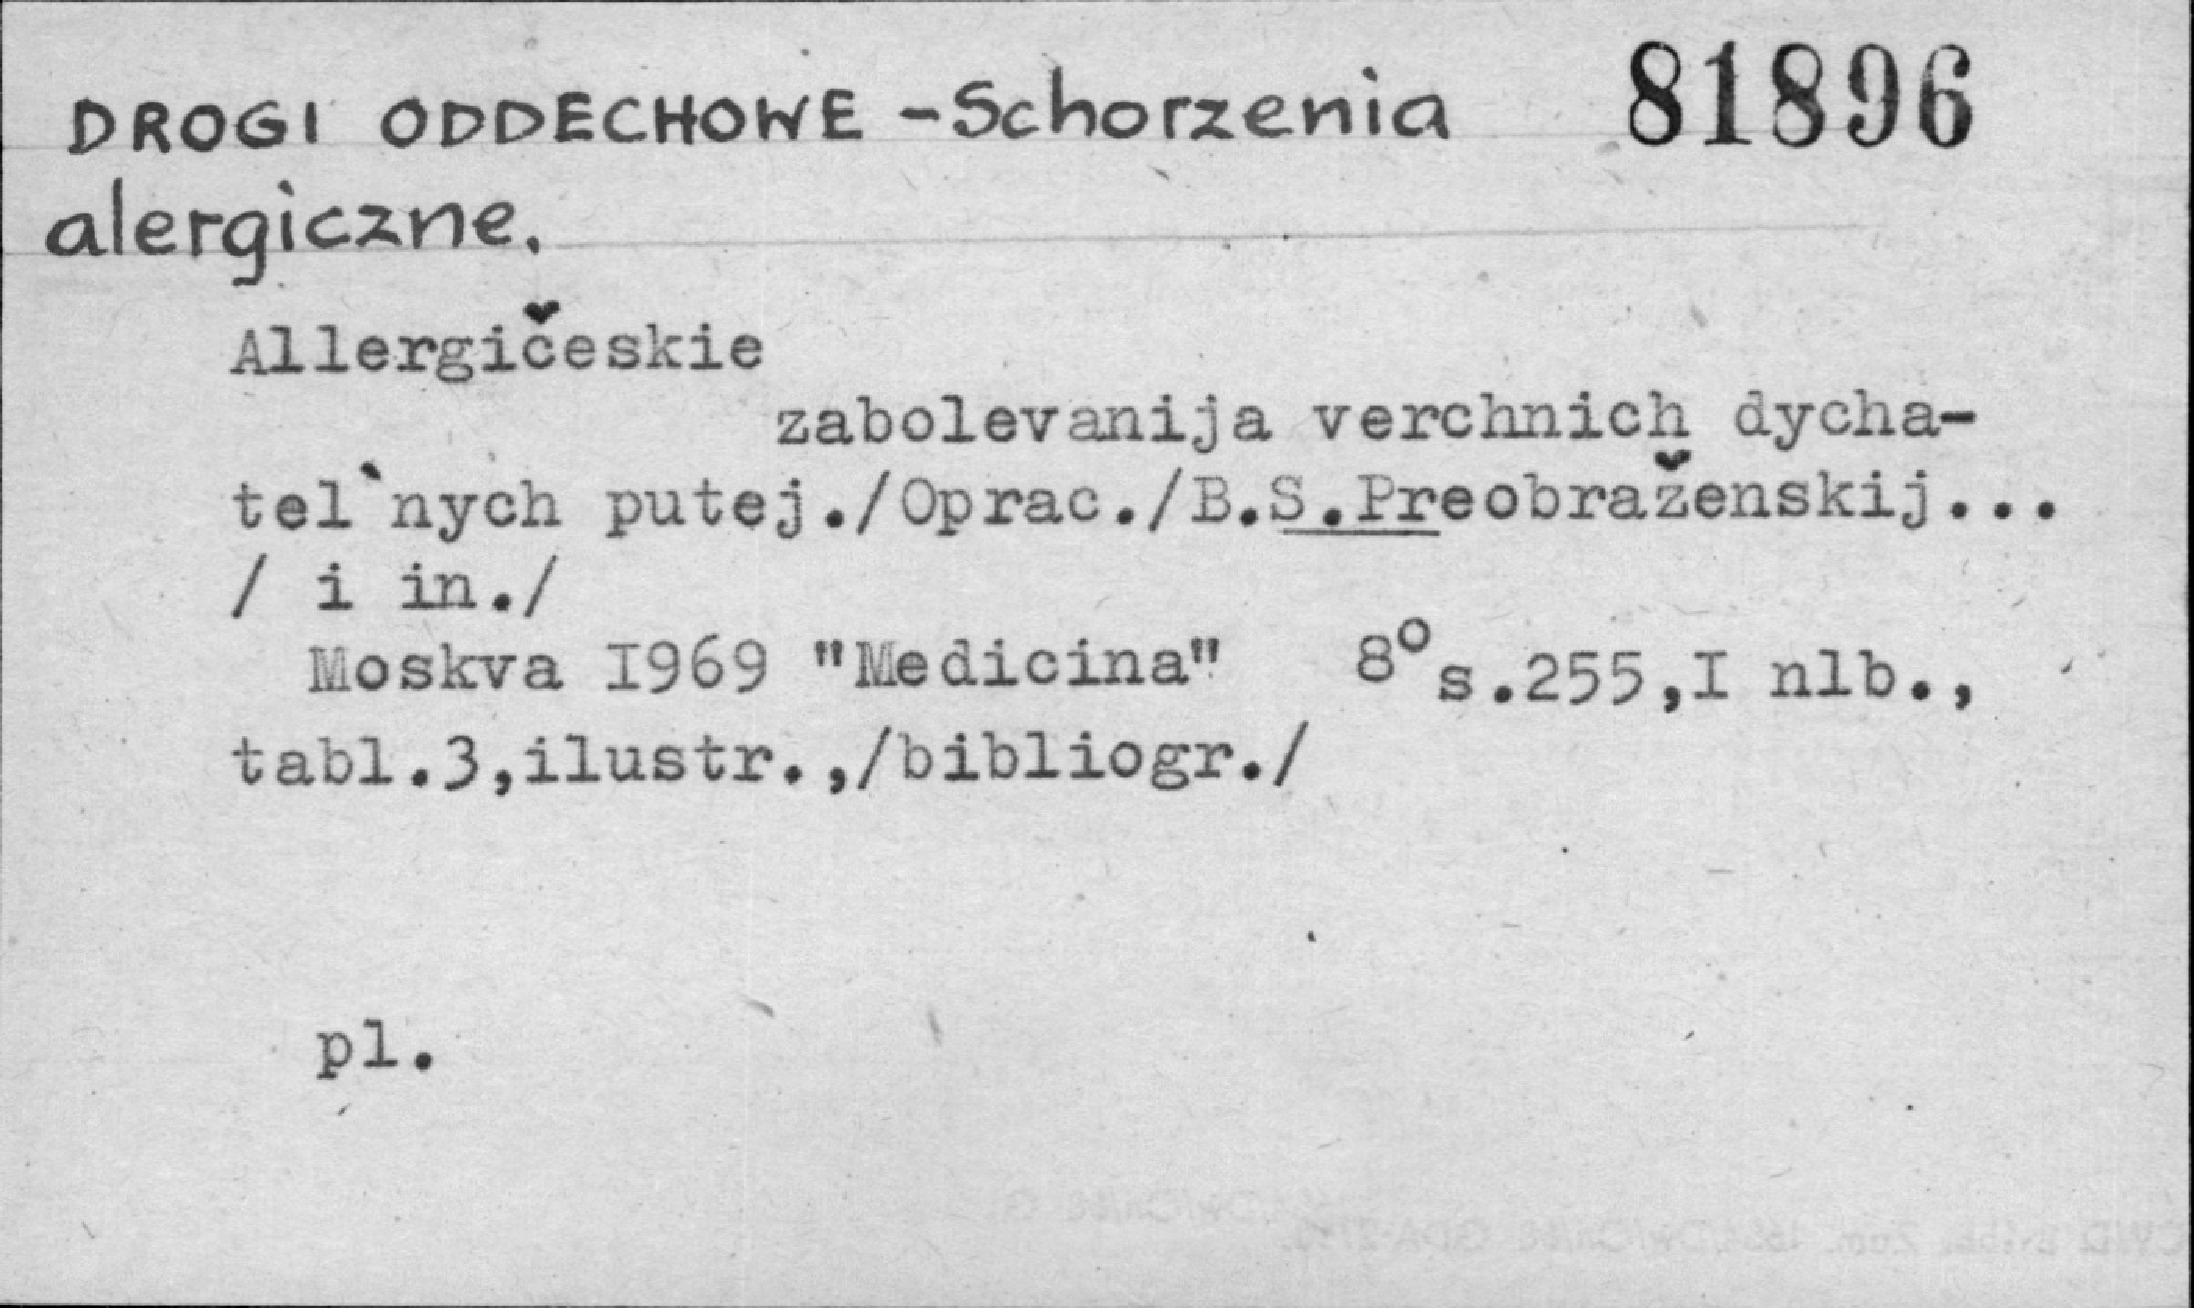 DROGI ODDECHOWE - Schorzenia 81896
alergiczne.
Allergičeskie
zabolevanija verchnich dycha-
tel`nych putej./Oprac./B.S.Preobraženskij...
/ i in./
Moskva I969 "Medicina" 8° s.255,I nlb.,
tabl.3,ilustr.,/bibliogr./
pl.